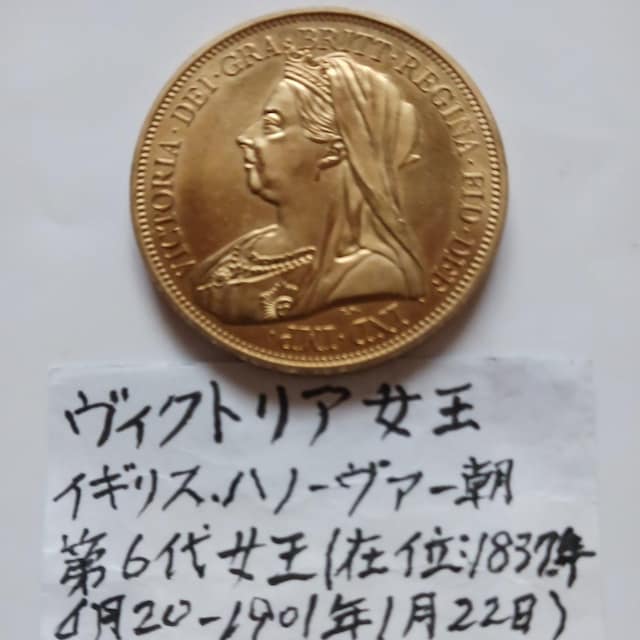 VICTORIA·DEI·GRA·BRITT·REGINA·FID·DEF·IND·IMP·
ヴィクトリア女王
イギリス、ハノーヴァー朝
第6代女王(在位:1837年
6月20-1901年1月22日)